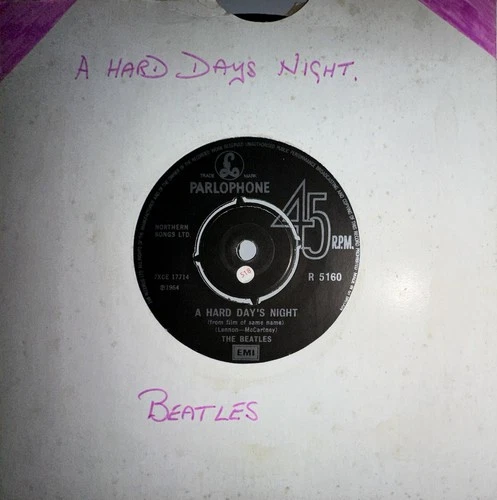 A HARD DAYS NIGHT.
TRADE MARK
PARLOPHONE
45
R.P.M.
NORTHERN
SONGS LTD.
7XCE 17714
℗1964
R 5160
A HARD DAY'S NIGHT
(from film of same name)
(Lennon—McCartney)
THE BEATLES
EMI
BEATLES